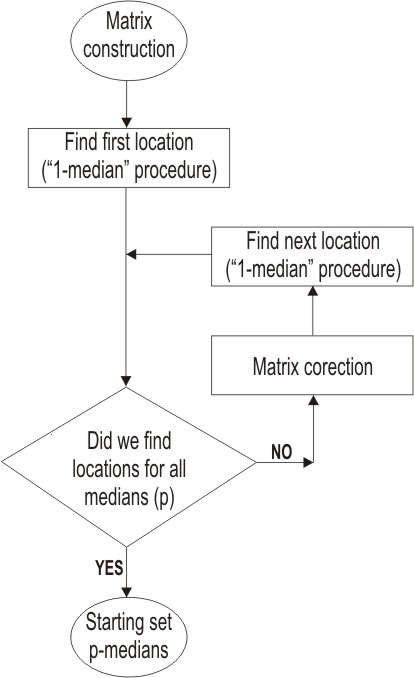 Matrix
construction
Find first location
(“1-median” procedure)
Find next location
(“1-median” procedure)
Matrix corection
Did we find
locations for all
medians (p)
NO
YES
Starting set
p-medians